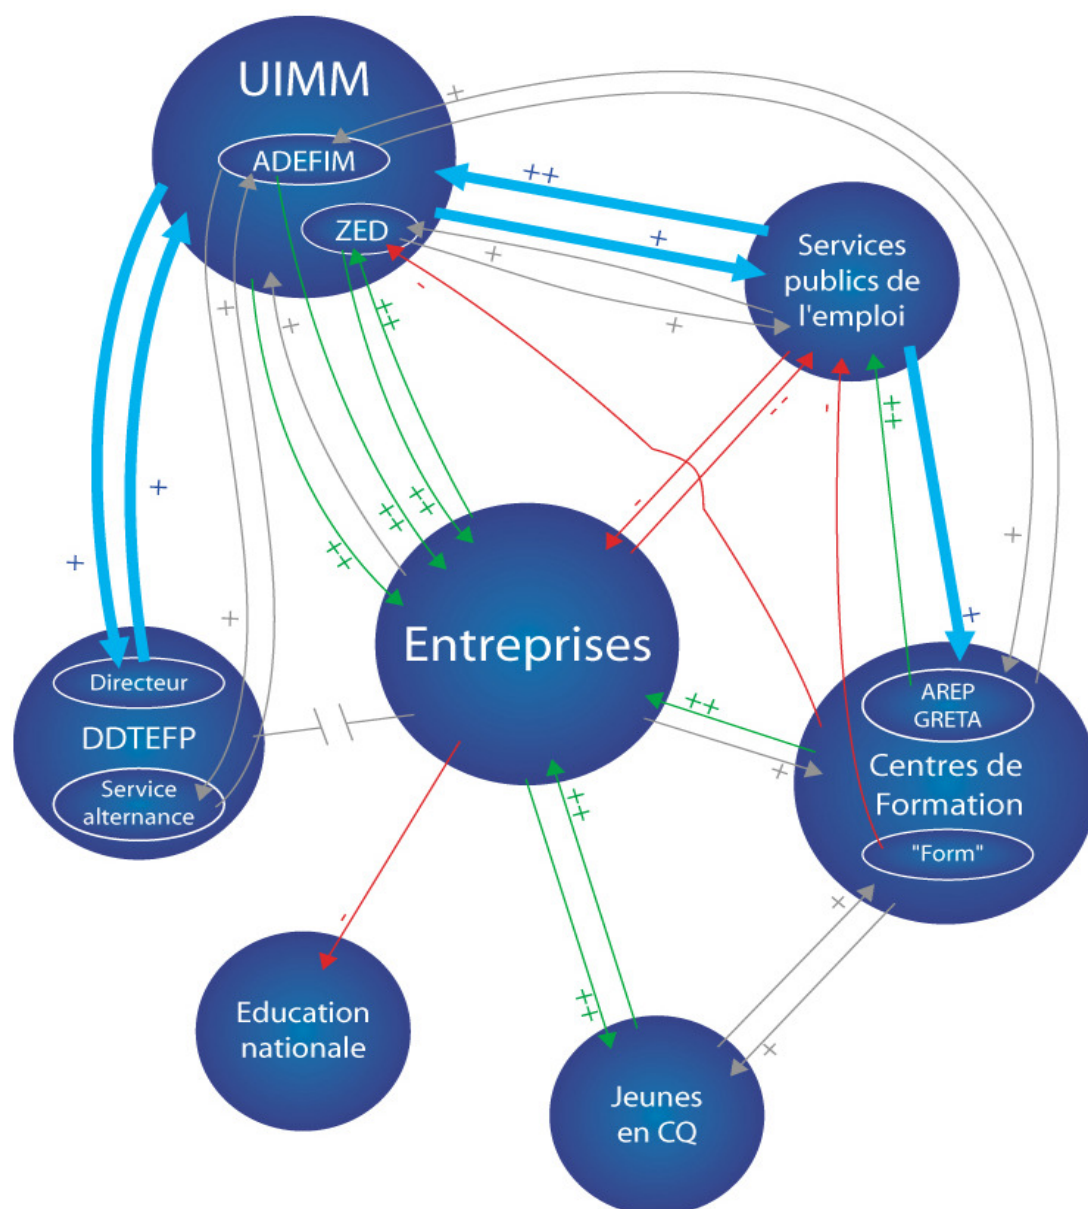 UIMM
ADEFIM
ZED
Services
publics de
l'emploi
Entreprises
Directeur
DDTEFP
Service
alternance
AREP
GRETA
Centres de
Formation
"Form"
Education
nationale
Jeunes
en CQ
+
++
+
+
+
+
+
++
-
+
+
+
++
++
++
-
--
-
++
+
+
+
++
+
-
++
++
+
+